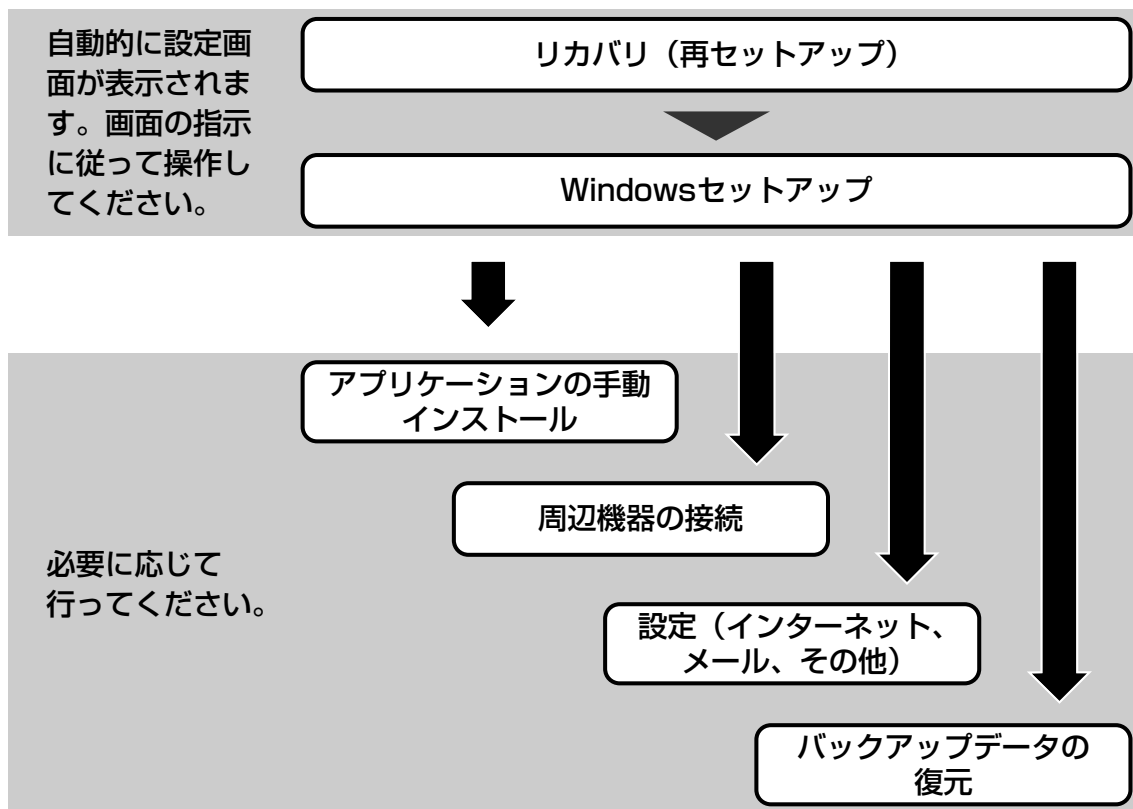 自動的に設定画
面が表示されま
す。画面の指示
に従って操作し
てください。
リカバリ（再セットアップ）
Windowsセットアップ
必要に応じて
行ってください。
アプリケーションの手動
インストール
周辺機器の接続
設定（インターネット、
メール、その他）
バックアップデータの
復元